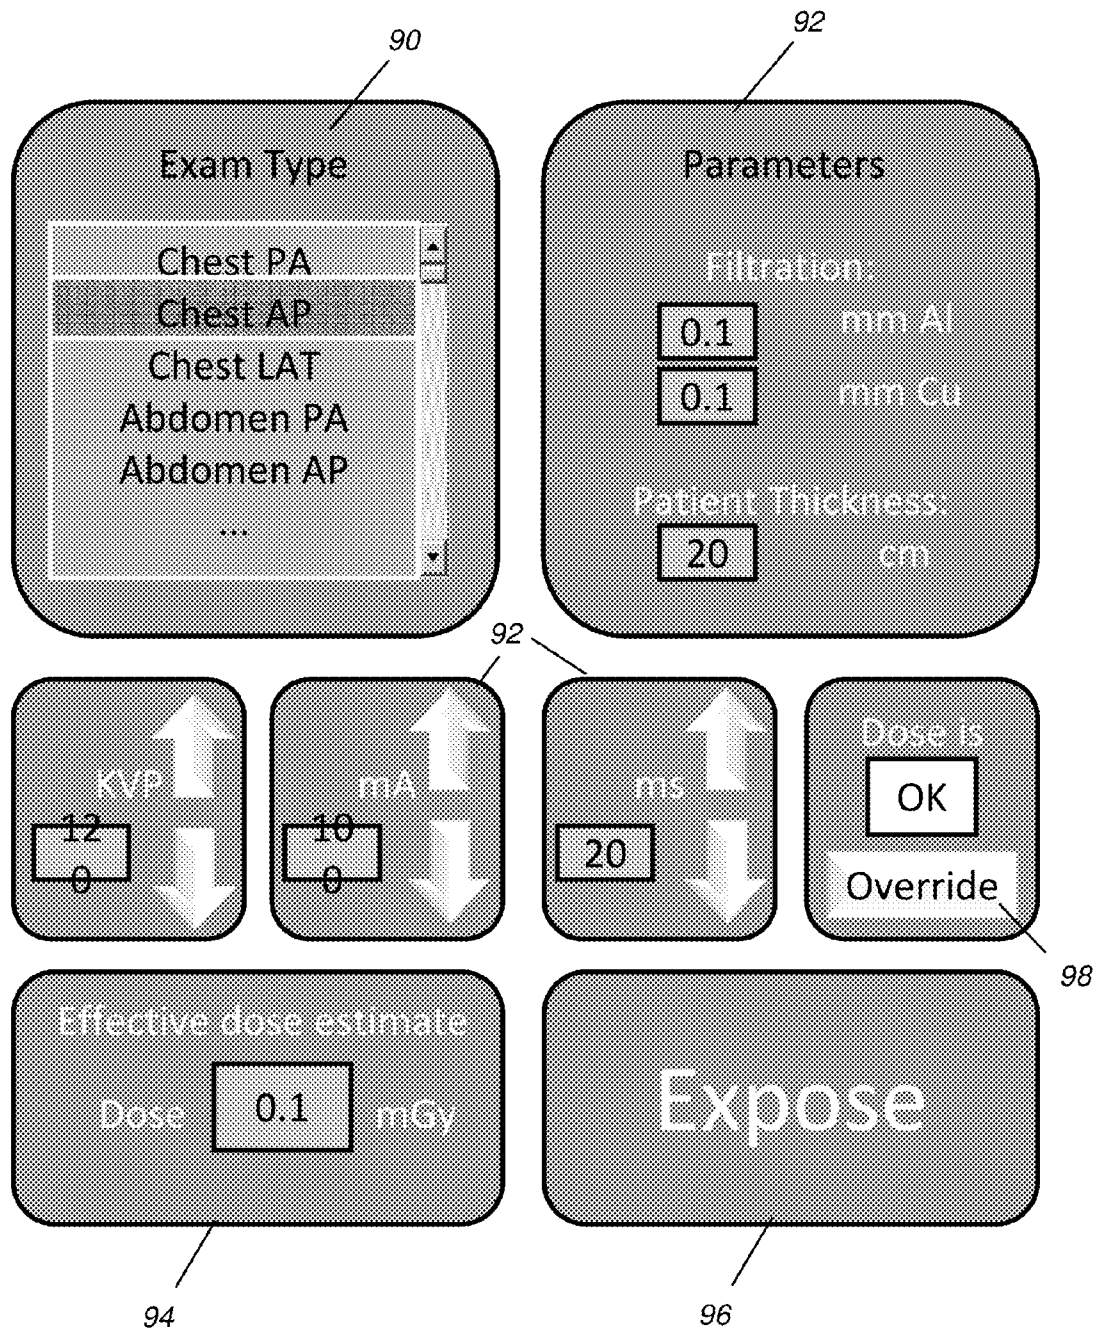 90
92
Exam Type
Chest PA
Chest AP
Chest LAT
Abdomen PA
Abdomen AP
...
Parameters
Filtration:
0.1 mm Al
0.1 mm Cu
Patient Thickness:
20 cm
92
KVP
12
0
mA
10
0
ms
20
Dose is
OK
Override
98
Effective dose estimate
Dose 0.1 mGy
Expose
94
96